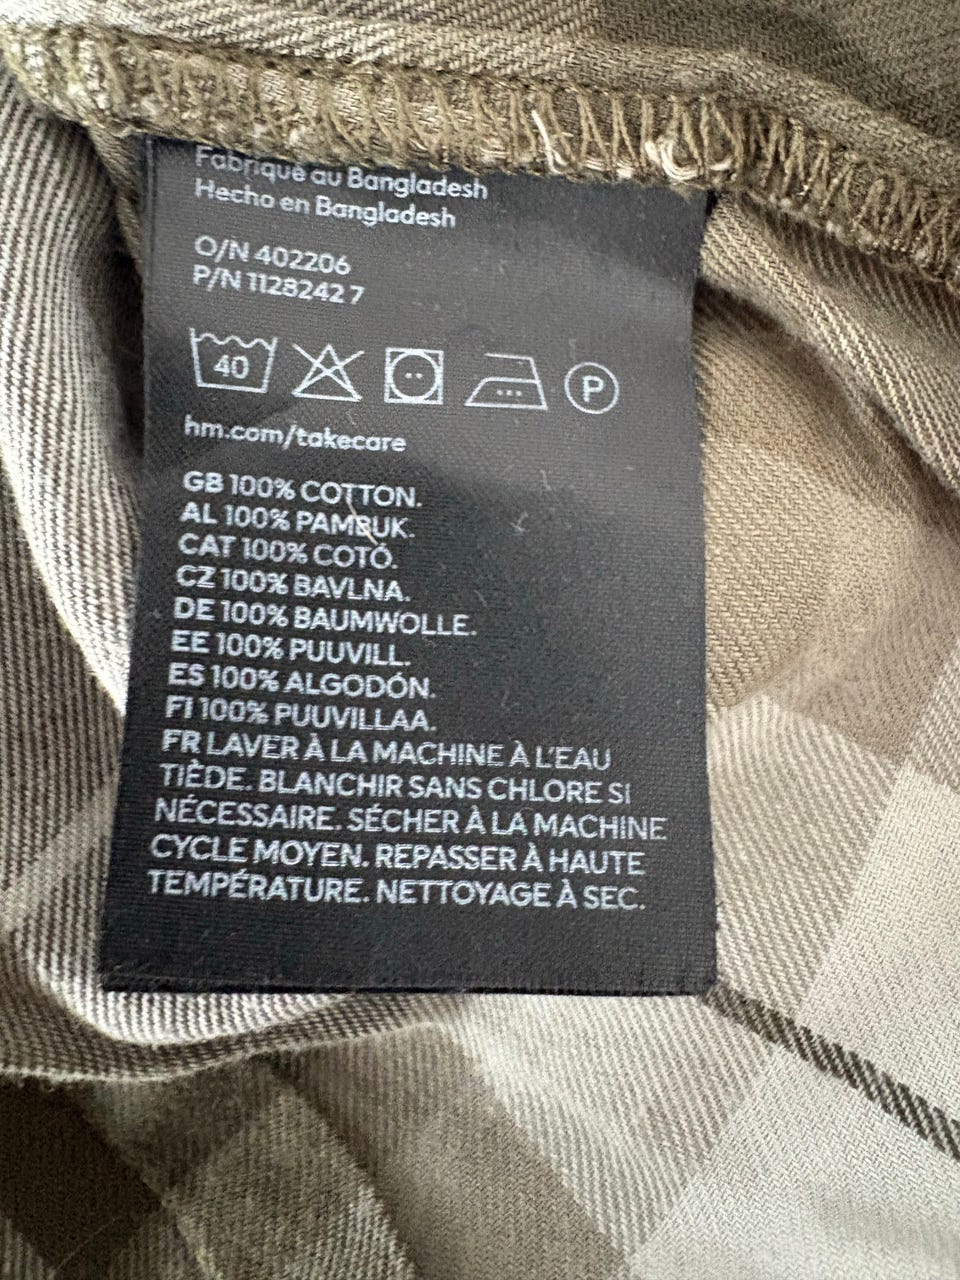 Fabriqué au Bangladesh
Hecho en Bangladesh
O/N 402206
P/N 11282427
40 P
hm.com/takecare
GB 100% COTTON.
AL 100% PAMBUK.
CAT 100% COTÓ.
CZ 100% BAVLNA.
DE 100% BAUMWOLLE.
EE 100% PUUVILL.
ES 100% ALGODÓN.
FI 100% PUUVILLAA.
FR LAVER À LA MACHINE À L'EAU
TIÈDE. BLANCHIR SANS CHLORE SI
NÉCESSAIRE. SÉCHER À LA MACHINE
CYCLE MOYEN. REPASSER À HAUTE
TEMPÉRATURE. NETTOYAGE À SEC.